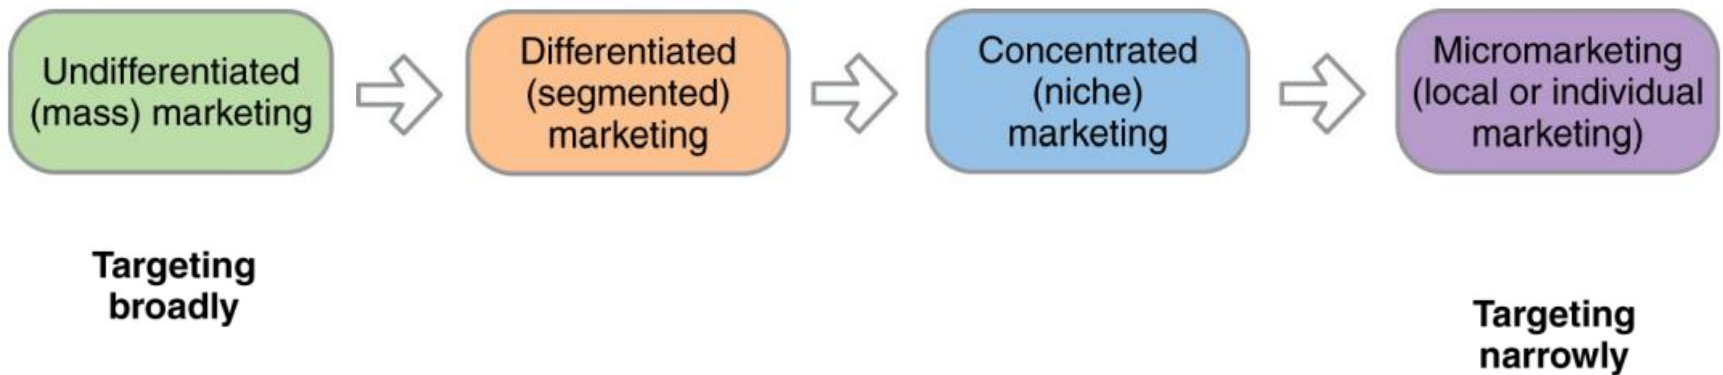 Undifferentiated
(mass) marketing
Differentiated
(segmented)
marketing
Concentrated
(niche)
marketing
Micromarketing
(local or individual
marketing)
Targeting
broadly
Targeting
narrowly